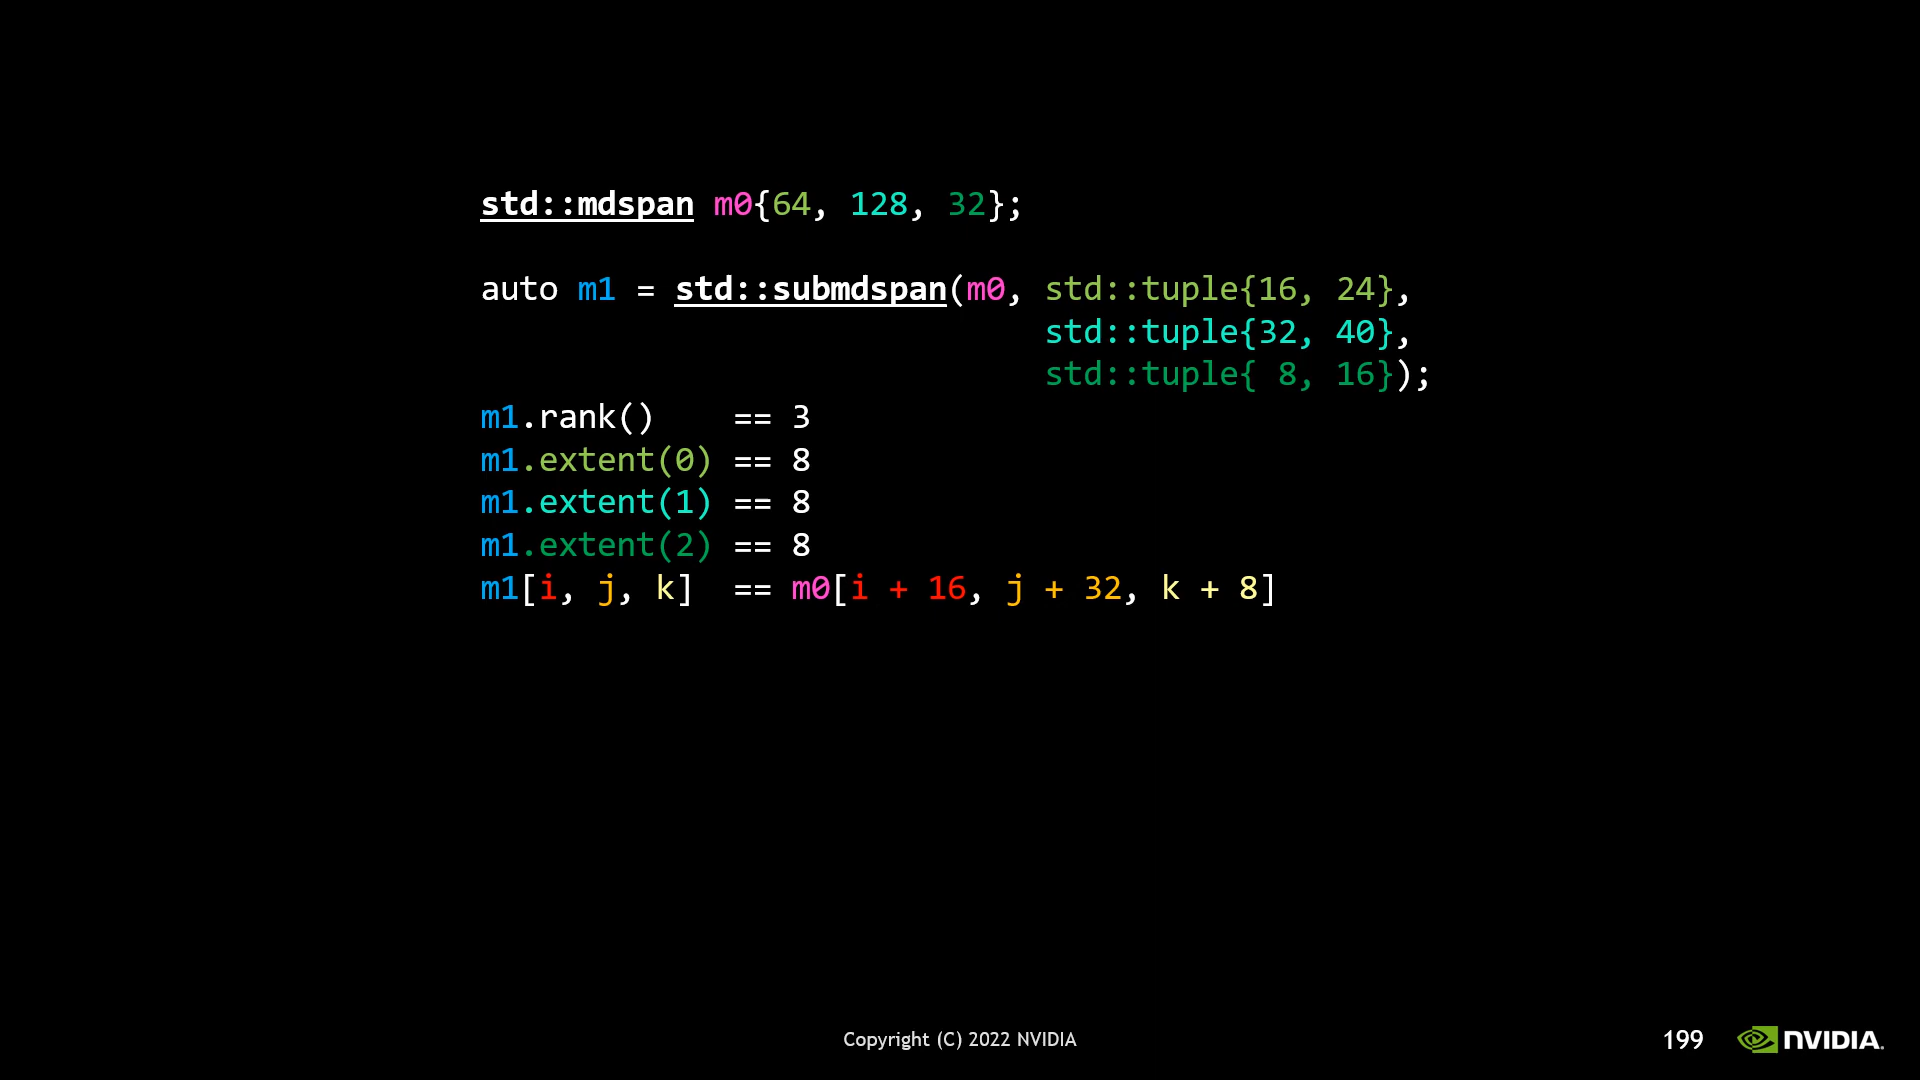 std::mdspan m0{64, 128, 32};
auto m1 = std::submdspan(m0, std::tuple{16, 24},
std::tuple{32, 40},
std::tuple{ 8, 16});
m1.rank()    == 3
m1.extent(0) == 8
m1.extent(1) == 8
m1.extent(2) == 8
m1[i, j, k]  == m0[i + 16, j + 32, k + 8]
Copyright (C) 2022 NVIDIA
199
NVIDIA.